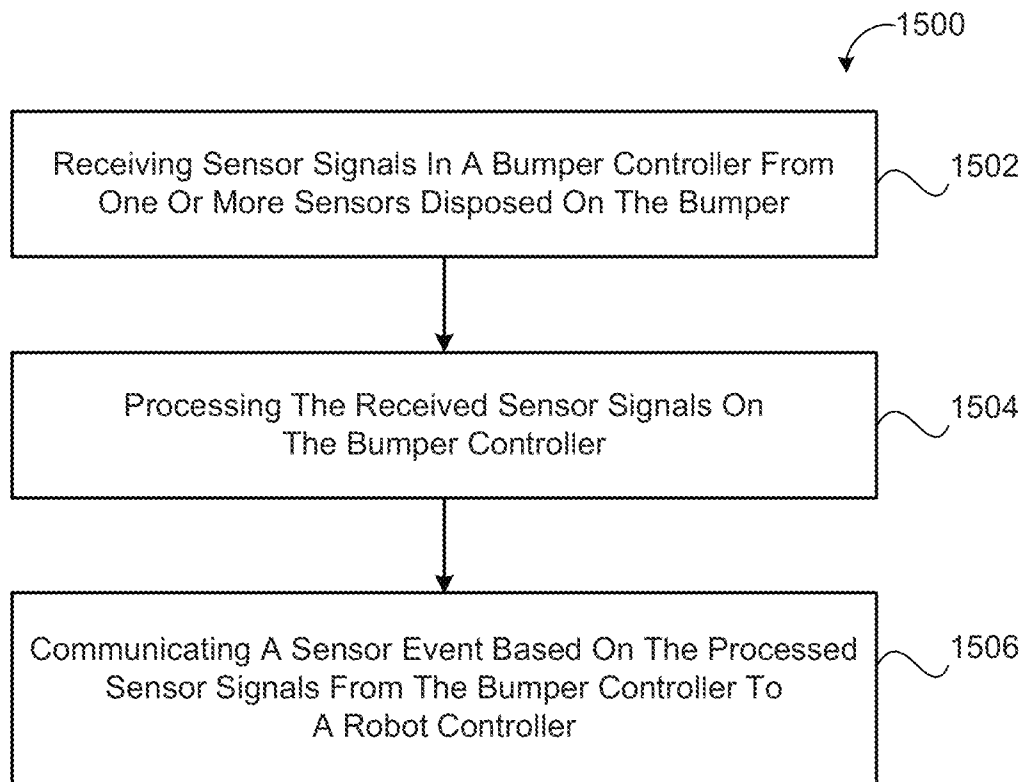 1500
Receiving Sensor Signals In A Bumper Controller From
One Or More Sensors Disposed On The Bumper
1502
Processing The Received Sensor Signals On
The Bumper Controller
1504
Communicating A Sensor Event Based On The Processed
Sensor Signals From The Bumper Controller To
A Robot Controller
1506